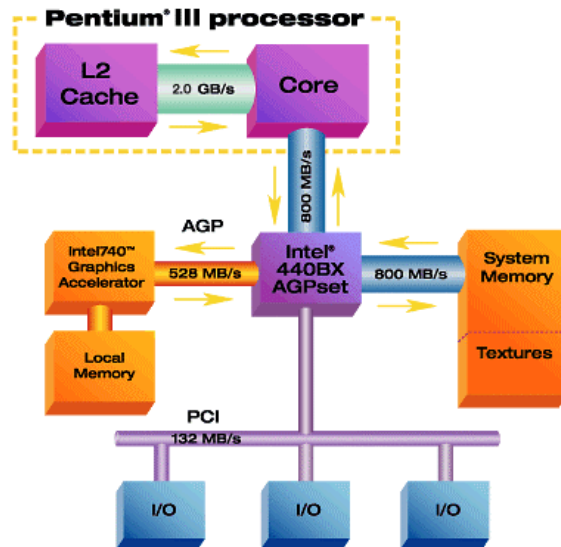 Pentium® III processor
L2
Cache
2.0 GB/s
Core
800 MB/s
AGP
Intel740™
Graphics
Accelerator
528 MB/s
Intel®
440BX
AGPset
800 MB/s
System
Memory
Textures
Local
Memory
PCI
132 MB/s
I/O
I/O
I/O